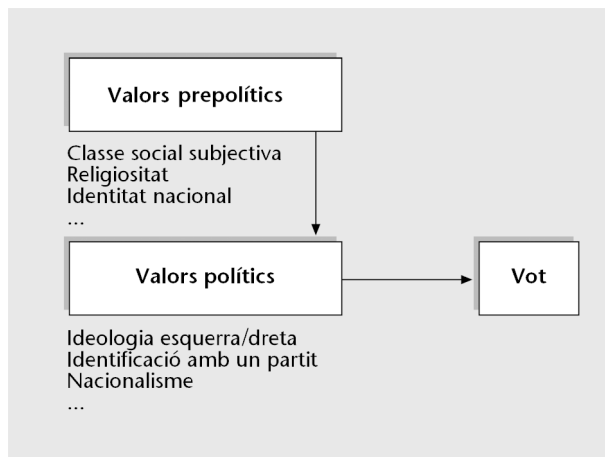 Valors prepolítics
Classe social subjectiva
Religiositat
Identitat nacional
...
Valors polítics
Vot
Ideologia esquerra/dreta
Identificació amb un partit
Nacionalisme
...